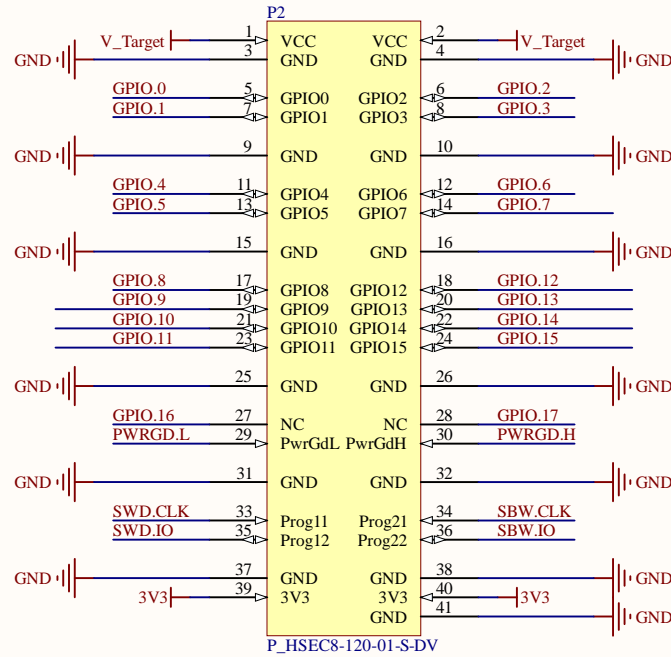 P2
V_Target 1 VCC VCC 2 V_Target
GND 3 GND GND 4 GND
GPIO.0 5 GPIO0 GPIO2 6 GPIO.2
GPIO.1 7 GPIO1 GPIO3 8 GPIO.3
GND 9 GND GND 10 GND
GPIO.4 11 GPIO4 GPIO6 12 GPIO.6
GPIO.5 13 GPIO5 GPIO7 14 GPIO.7
GND 15 GND GND 16 GND
GPIO.8 17 GPIO8 GPIO12 18 GPIO.12
GPIO.9 19 GPIO9 GPIO13 20 GPIO.13
GPIO.10 21 GPIO10 GPIO14 22 GPIO.14
GPIO.11 23 GPIO11 GPIO15 24 GPIO.15
GND 25 GND GND 26 GND
GPIO.16 27 NC NC 28 GPIO.17
PWRGD.L 29 PwrGdL PwrGdH 30 PWRGD.H
GND 31 GND GND 32 GND
SWD.CLK 33 Prog11 Prog21 34 SBW.CLK
SWD.IO 35 Prog12 Prog22 36 SBW.IO
GND 37 GND GND 38 GND
3V3 39 3V3 3V3 40 3V3
GND 41 GND
P_HSEC8-120-01-S-DV